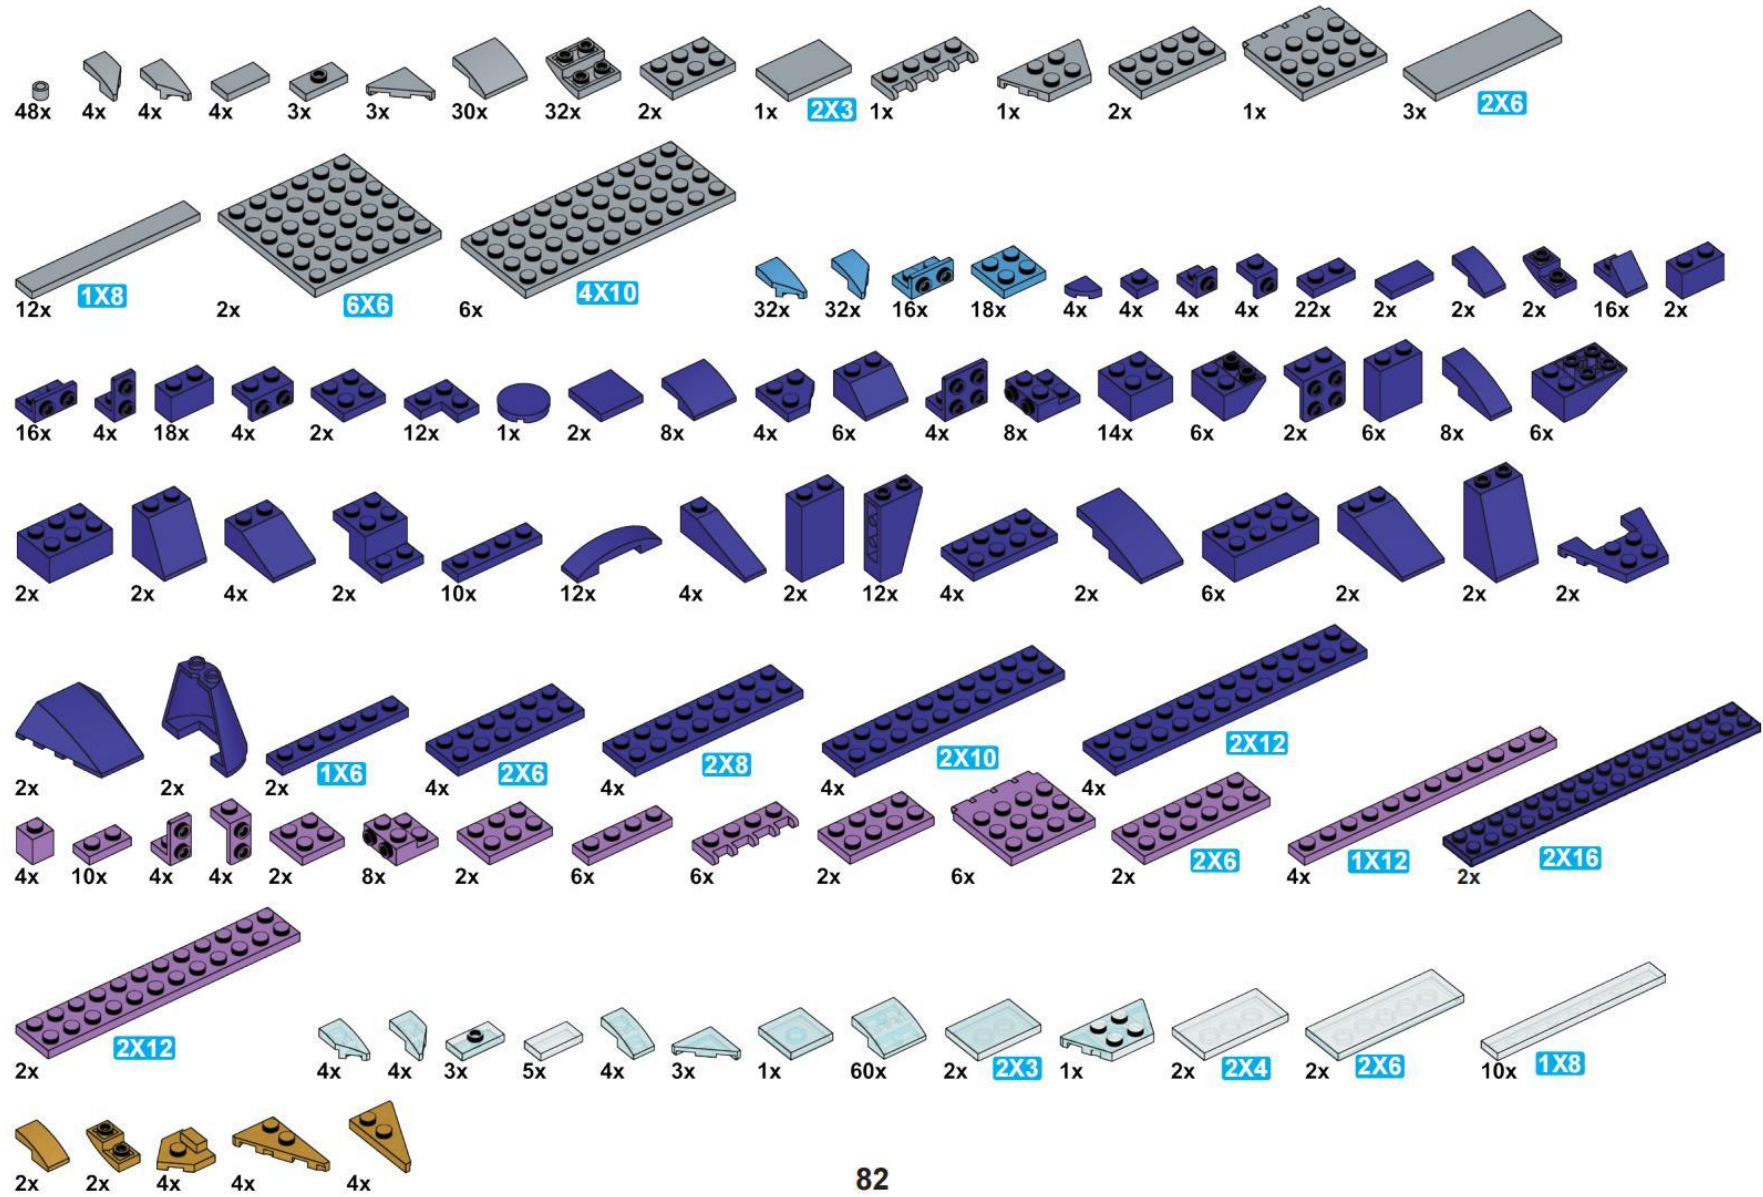 48x 4x 4x 4x 3x 3x 30x 32x 2x 1x 2X3 1x 1x 2x 1x 3x 2X6
12x 1X8 2x 6X6 6x 4X10 32x 32x 16x 18x 4x 4x 4x 4x 22x 2x 2x 2x 16x 2x
16x 4x 18x 4x 2x 12x 1x 2x 8x 4x 6x 4x 8x 14x 6x 2x 6x 8x 6x
2x 2x 4x 2x 10x 12x 4x 2x 12x 4x 2x 6x 2x 2x 2x
2x 2x 2x 1X6 4x 2X6 4x 2X8 4x 2X10 4x 2X12
4x 10x 4x 4x 2x 8x 2x 6x 6x 2x 6x 2x 2X6 4x 1X12 2x 2X16
2x 2X12 4x 4x 3x 5x 4x 3x 1x 60x 2x 2X3 1x 2x 2X4 2x 2X6 10x 1X8
2x 2x 4x 4x 4x
82